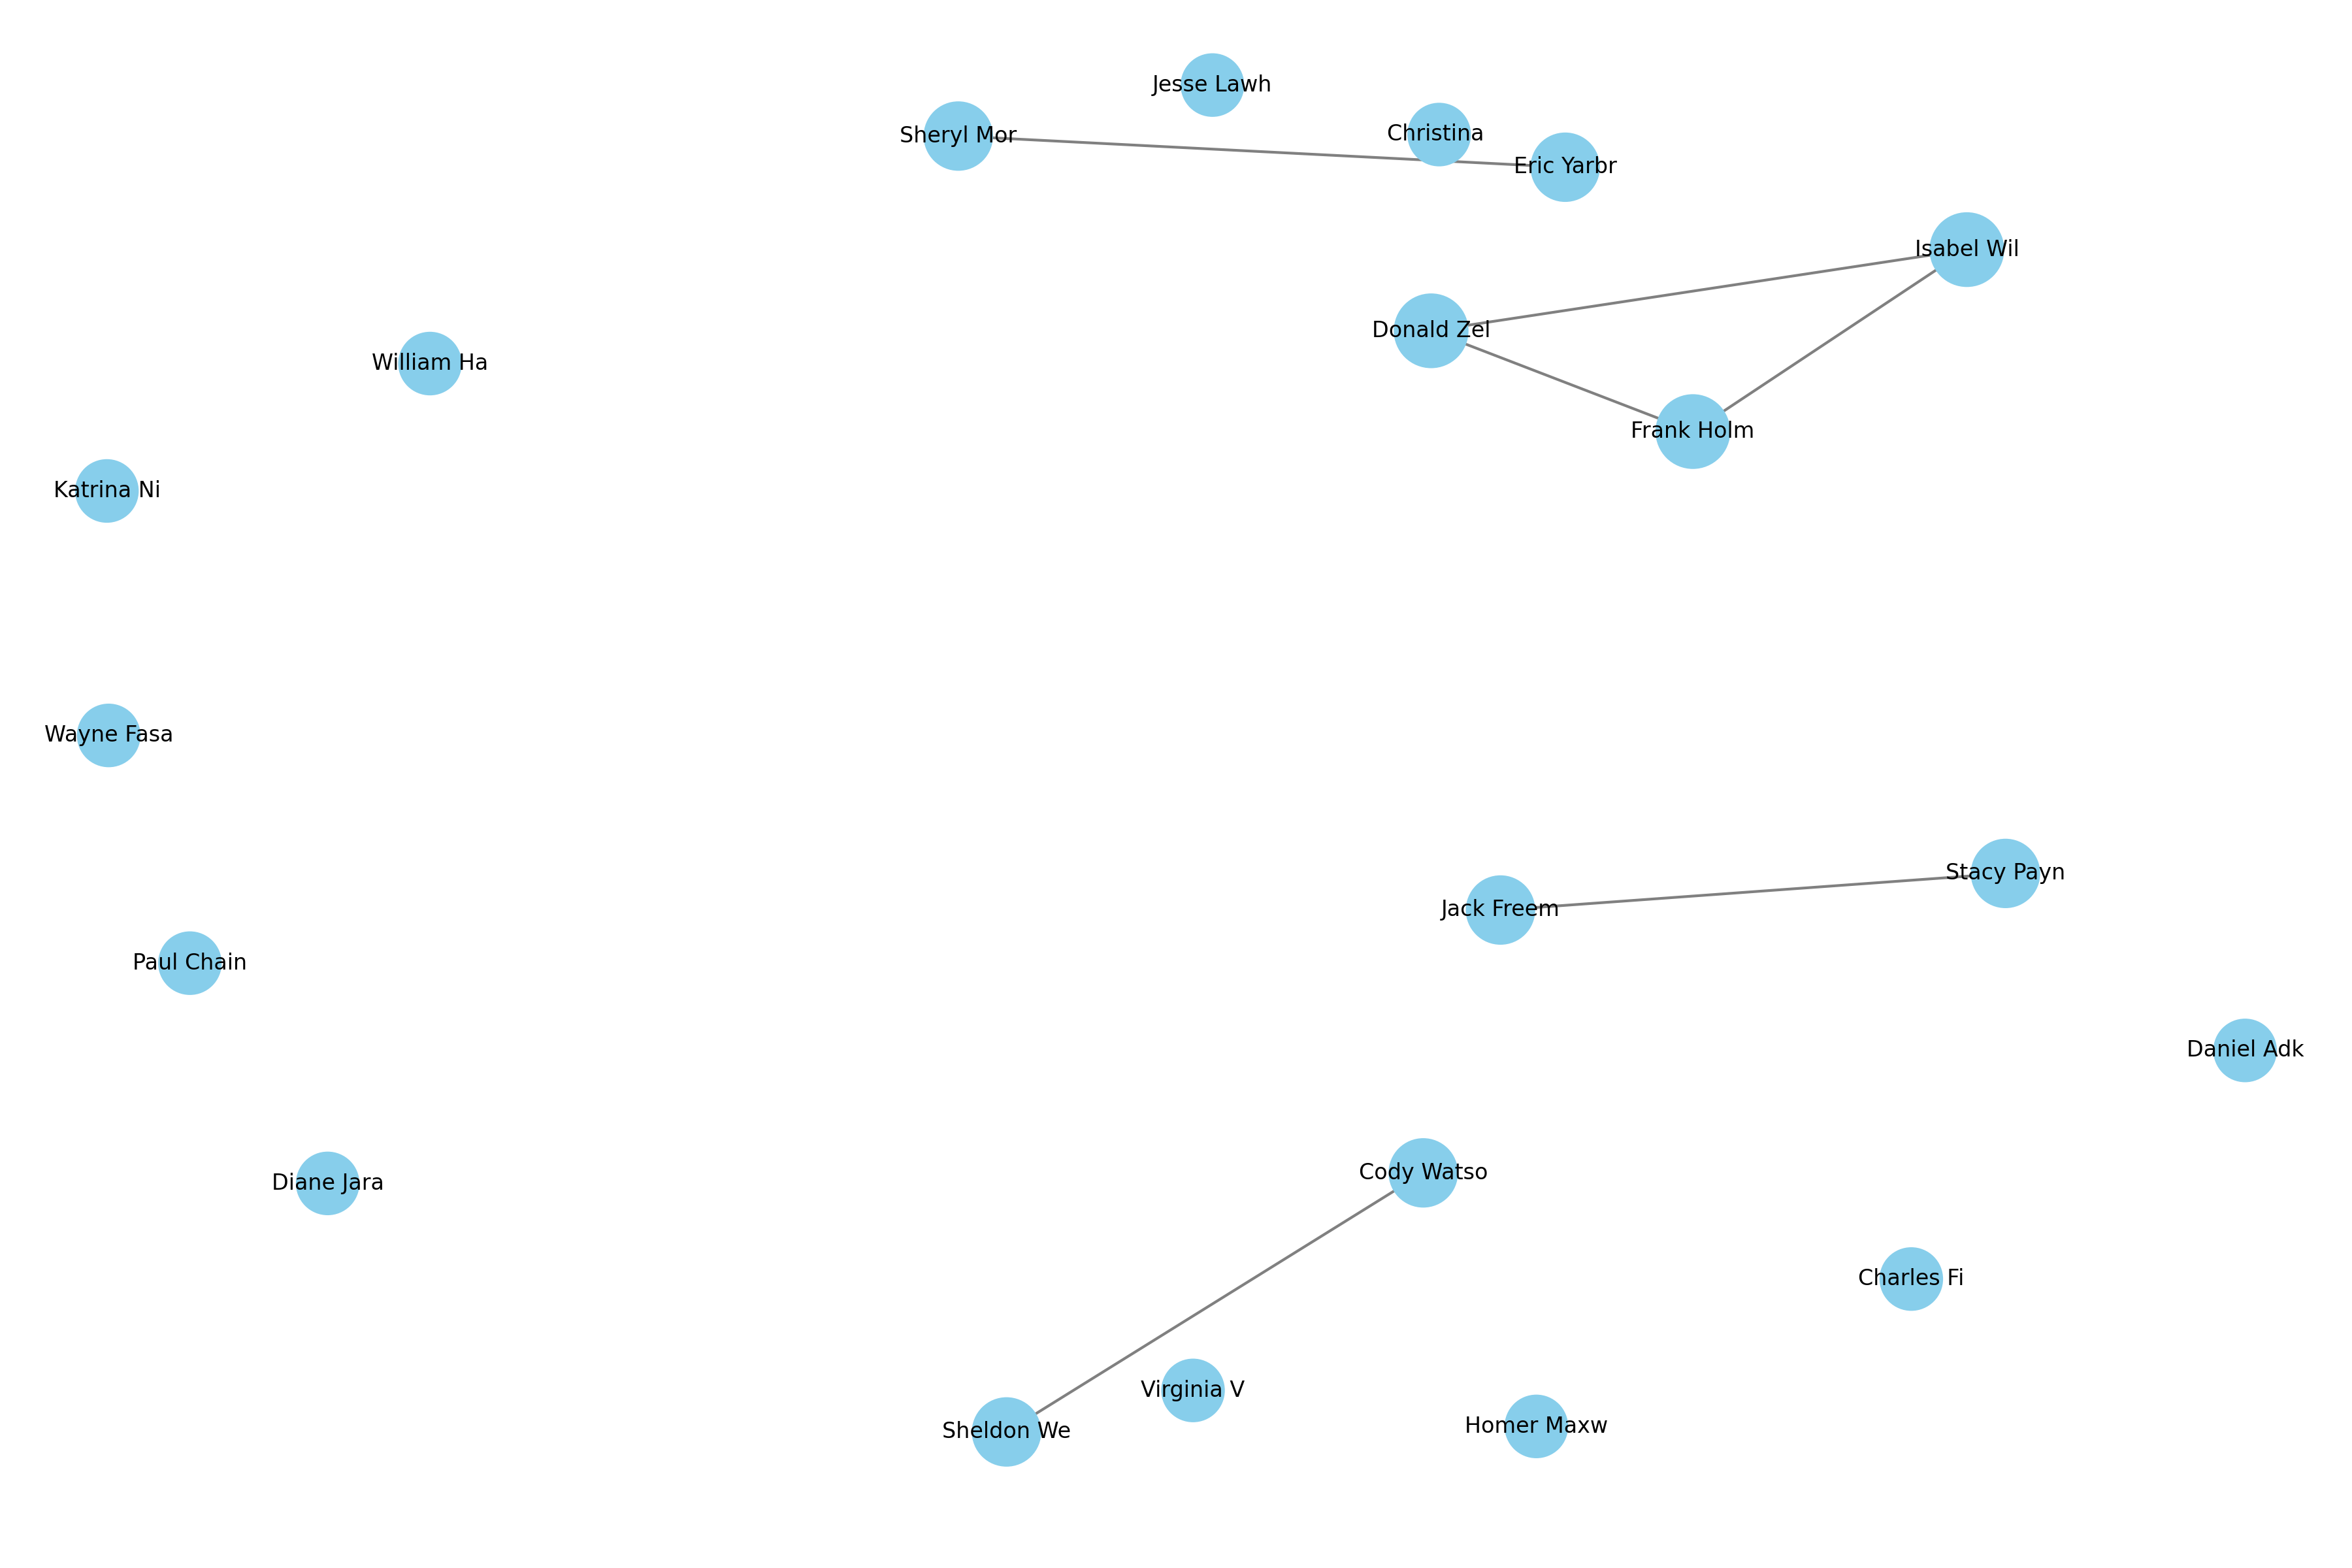 Jesse Lawh
Sheryl Mor
Christina
Eric Yarbr
Isabel Wil
Donald Zel
William Ha
Frank Holm
Katrina Ni
Wayne Fasa
Stacy Payn
Jack Freem
Paul Chain
Daniel Adk
Cody Watso
Diane Jara
Charles Fi
Virginia V
Homer Maxw
Sheldon We